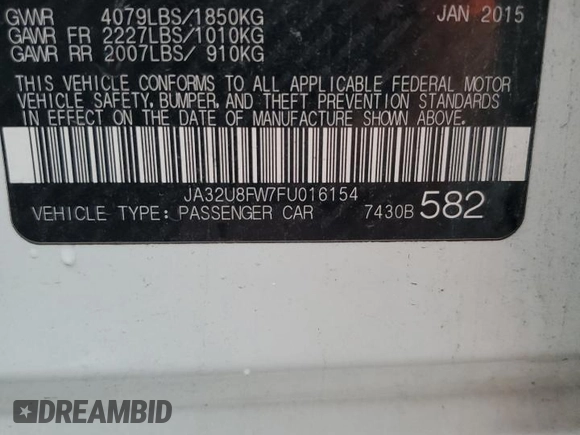 GVWR 4079LBS/1850KG JAN 2015
GAWR FR 2227LBS/1010KG
GAWR RR 2007LBS/ 910KG
THIS VEHICLE CONFORMS TO ALL APPLICABLE FEDERAL MOTOR
VEHICLE SAFETY, BUMPER, AND THEFT PREVENTION STANDARDS
IN EFFECT ON THE DATE OF MANUFACTURE SHOWN ABOVE.
JA32U8FW7FU016154
VEHICLE TYPE: PASSENGER CAR 7430B 582
DREAMBID